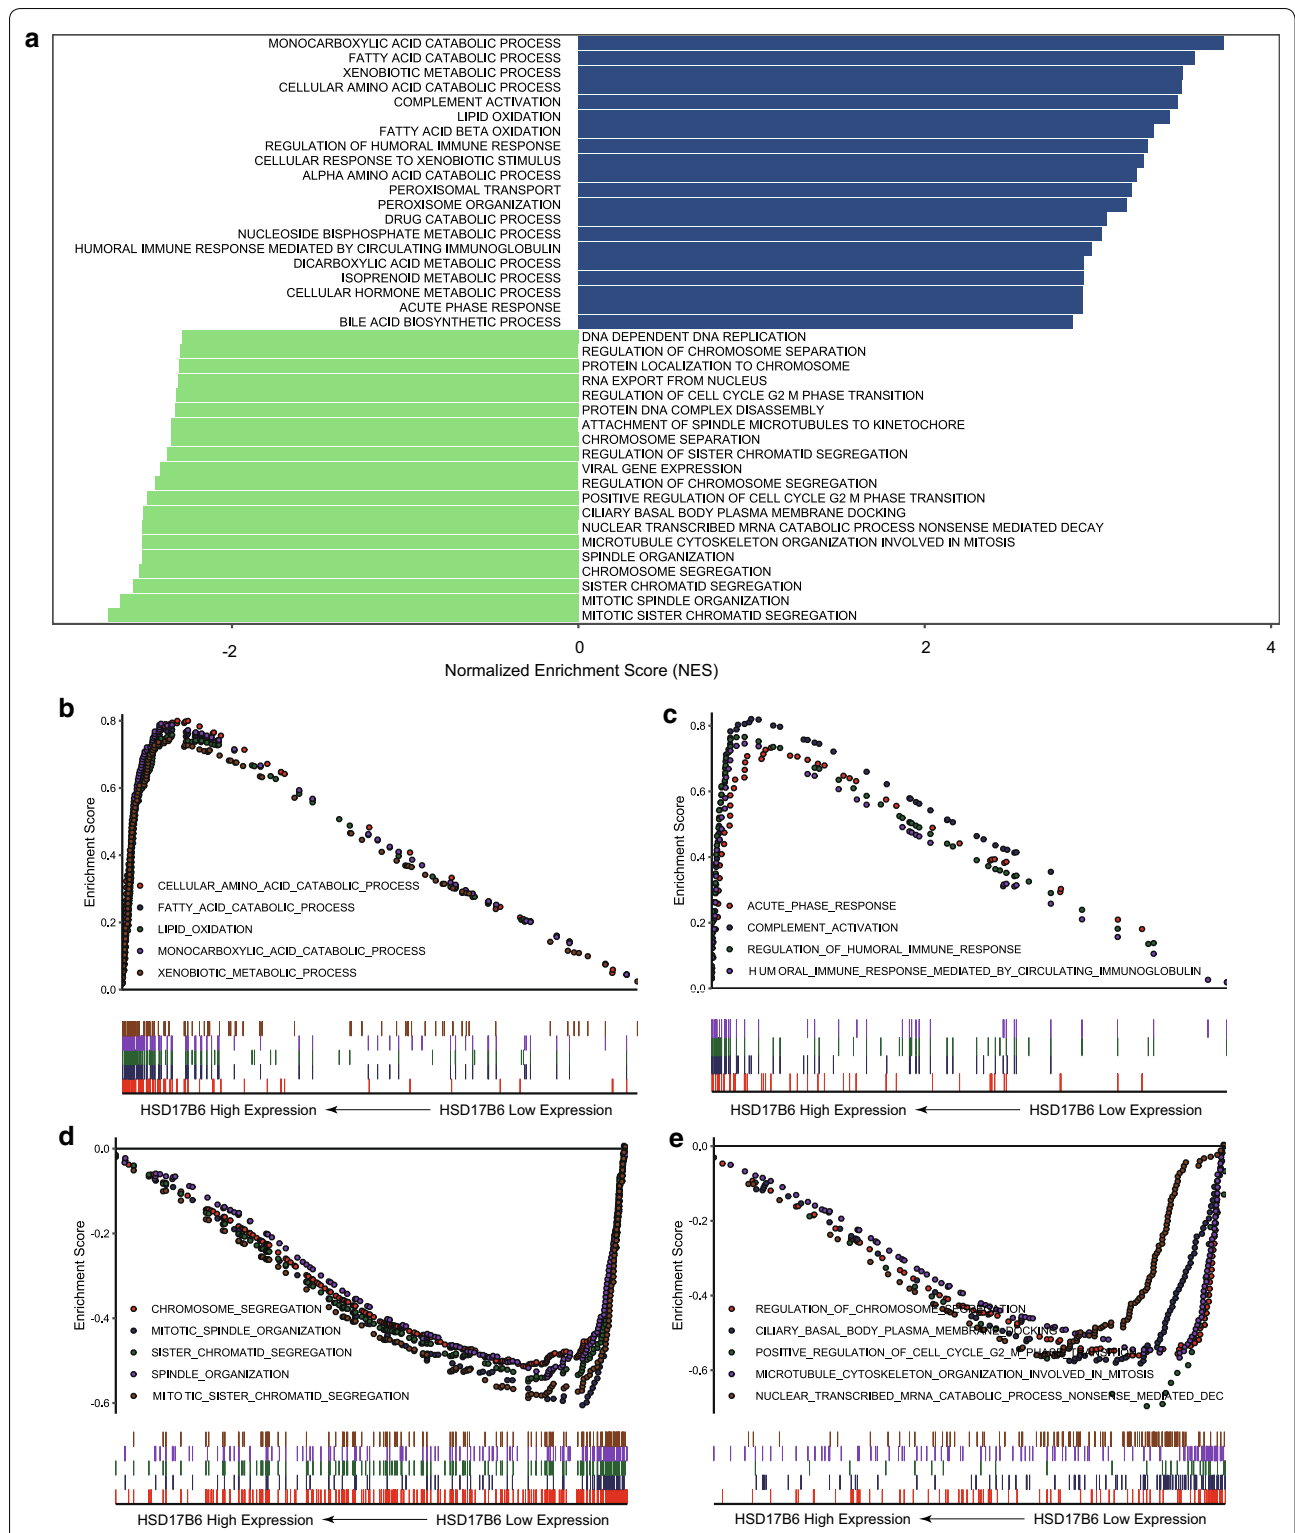 a
MONOCARBOXYLIC ACID CATABOLIC PROCESS
FATTY ACID CATABOLIC PROCESS
XENOBIOTIC METABOLIC PROCESS
CELLULAR AMINO ACID CATABOLIC PROCESS
COMPLEMENT ACTIVATION
LIPID OXIDATION
FATTY ACID BETA OXIDATION
REGULATION OF HUMORAL IMMUNE RESPONSE
CELLULAR RESPONSE TO XENOBIOTIC STIMULUS
ALPHA AMINO ACID CATABOLIC PROCESS
PEROXISOMAL TRANSPORT
PEROXISOME ORGANIZATION
DRUG CATABOLIC PROCESS
NUCLEOSIDE BISPHOSPHATE METABOLIC PROCESS
HUMORAL IMMUNE RESPONSE MEDIATED BY CIRCULATING IMMUNOGLOBULIN
DICARBOXYLIC ACID METABOLIC PROCESS
ISOPRENOID METABOLIC PROCESS
CELLULAR HORMONE METABOLIC PROCESS
ACUTE PHASE RESPONSE
BILE ACID BIOSYNTHETIC PROCESS
DNA DEPENDENT DNA REPLICATION
REGULATION OF CHROMOSOME SEPARATION
PROTEIN LOCALIZATION TO CHROMOSOME
RNA EXPORT FROM NUCLEUS
REGULATION OF CELL CYCLE G2 M PHASE TRANSITION
PROTEIN DNA COMPLEX DISASSEMBLY
ATTACHMENT OF SPINDLE MICROTUBULES TO KINETOCHORE
CHROMOSOME SEPARATION
REGULATION OF SISTER CHROMATID SEGREGATION
VIRAL GENE EXPRESSION
REGULATION OF CHROMOSOME SEGREGATION
POSITIVE REGULATION OF CELL CYCLE G2 M PHASE TRANSITION
CILIARY BASAL BODY PLASMA MEMBRANE DOCKING
NUCLEAR TRANSCRIBED MRNA CATABOLIC PROCESS NONSENSE MEDIATED DECAY
MICROTUBULE CYTOSKELETON ORGANIZATION INVOLVED IN MITOSIS
SPINDLE ORGANIZATION
CHROMOSOME SEGREGATION
SISTER CHROMATID SEGREGATION
MITOTIC SPINDLE ORGANIZATION
MITOTIC SISTER CHROMATID SEGREGATION
-2 0 2 4
Normalized Enrichment Score (NES)
b
0.8
0.6
0.4
0.2
0.0
Enrichment Score
CELLULAR_AMINO_ACID_CATABOLIC_PROCESS
FATTY_ACID_CATABOLIC_PROCESS
LIPID_OXIDATION
MONOCARBOXYLIC_ACID_CATABOLIC_PROCESS
XENOBIOTIC_METABOLIC_PROCESS
HSD17B6 High Expression HSD17B6 Low Expression
c
0.8
0.6
0.4
0.2
0.0
Enrichment Score
ACUTE_PHASE_RESPONSE
COMPLEMENT_ACTIVATION
REGULATION_OF_HUMORAL_IMMUNE_RESPONSE
HUMORAL_IMMUNE_RESPONSE_MEDIATED_BY_CIRCULATING_IMMUNOGLOBULIN
HSD17B6 High Expression HSD17B6 Low Expression
d
0.0
-0.2
-0.4
-0.6
Enrichment Score
CHROMOSOME_SEGREGATION
MITOTIC_SPINDLE_ORGANIZATION
SISTER_CHROMATID_SEGREGATION
SPINDLE_ORGANIZATION
MITOTIC_SISTER_CHROMATID_SEGREGATION
HSD17B6 High Expression HSD17B6 Low Expression
e
0.0
-0.2
-0.4
-0.6
Enrichment Score
REGULATION_OF_CHROMOSOME_SEGREGATION
CILIARY_BASAL_BODY_PLASMA_MEMBRANE_DOCKING
POSITIVE_REGULATION_OF_CELL_CYCLE_G2_M_PHASE_TRANSITION
MICROTUBULE_CYTOSKELETON_ORGANIZATION_INVOLVED_IN_MITOSIS
NUCLEAR_TRANSCRIBED_MRNA_CATABOLIC_PROCESS_NONSENSE_MEDIATED_DEC
HSD17B6 High Expression HSD17B6 Low Expression